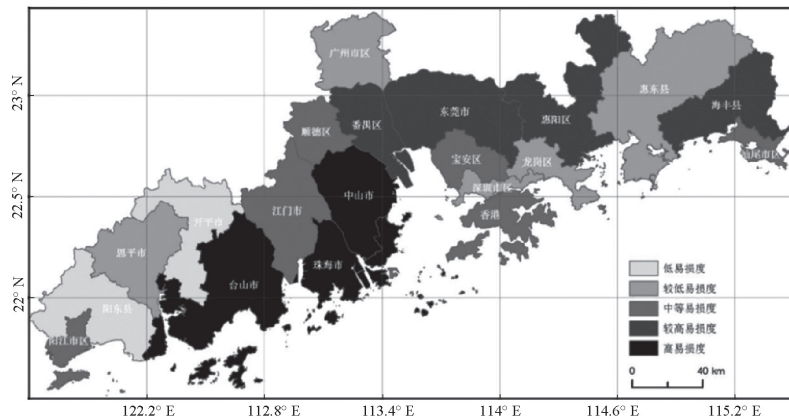 广州市区
23° N
东莞市
惠东县
海丰县
番禺区
惠阳区
顺德区
宝安区
龙岗区
汕尾市区
深圳市区
22.5° N
中山市
江门市
香港
开平市
恩平市
珠海市
台山市
22° N
阳东县
阳江市区
低易损度
较低易损度
中等易损度
较高易损度
高易损度
0 40 km
122.2° E 112.8° E 113.4° E 114° E 114.6° E 115.2° E